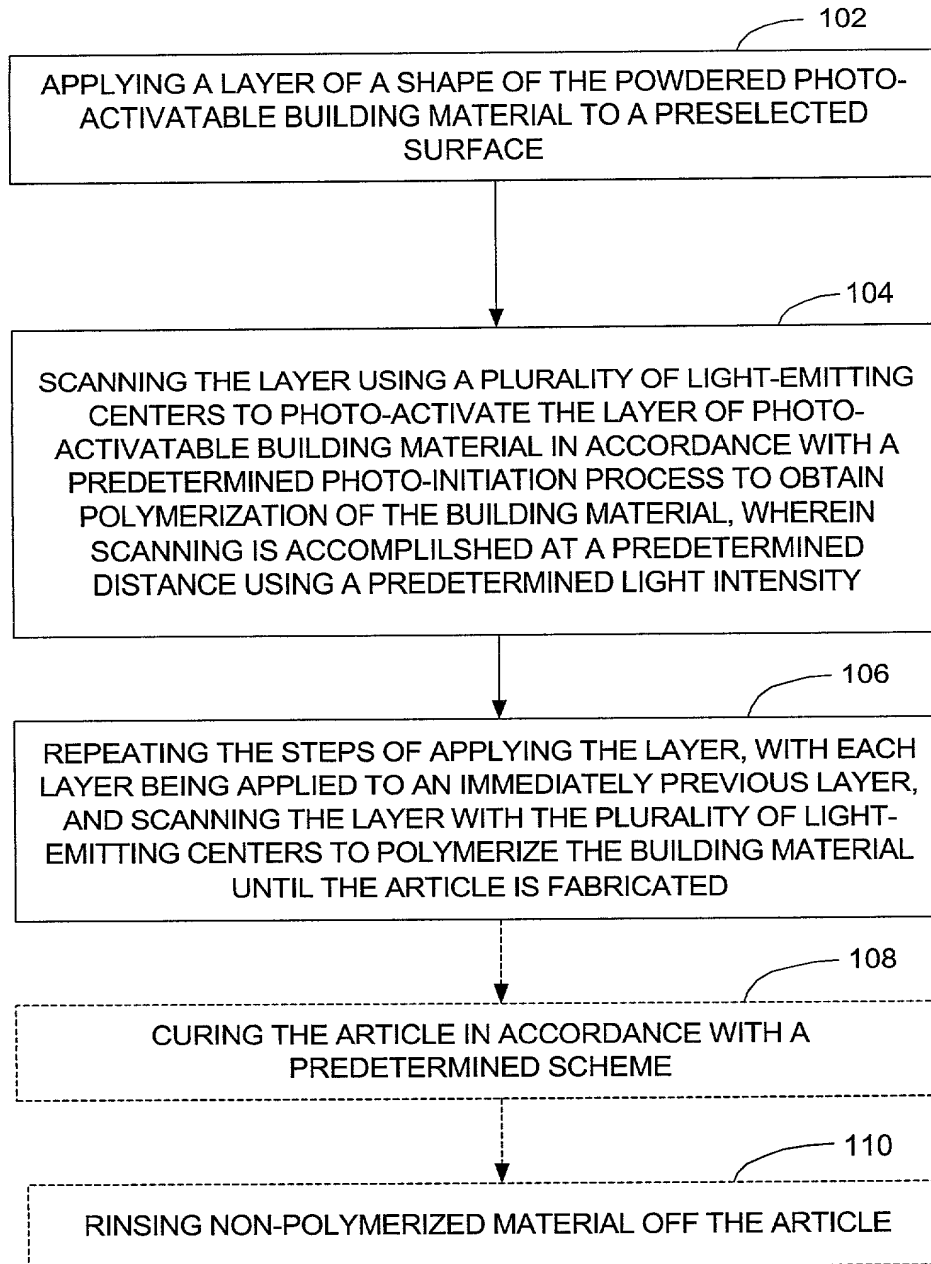 102
APPLYING A LAYER OF A SHAPE OF THE POWDERED PHOTO-
ACTIVATABLE BUILDING MATERIAL TO A PRESELECTED
SURFACE
104
SCANNING THE LAYER USING A PLURALITY OF LIGHT-EMITTING
CENTERS TO PHOTO-ACTIVATE THE LAYER OF PHOTO-
ACTIVATABLE BUILDING MATERIAL IN ACCORDANCE WITH A
PREDETERMINED PHOTO-INITIATION PROCESS TO OBTAIN
POLYMERIZATION OF THE BUILDING MATERIAL, WHEREIN
SCANNING IS ACCOMPLILSHED AT A PREDETERMINED
DISTANCE USING A PREDETERMINED LIGHT INTENSITY
106
REPEATING THE STEPS OF APPLYING THE LAYER, WITH EACH
LAYER BEING APPLIED TO AN IMMEDIATELY PREVIOUS LAYER,
AND SCANNING THE LAYER WITH THE PLURALITY OF LIGHT-
EMITTING CENTERS TO POLYMERIZE THE BUILDING MATERIAL
UNTIL THE ARTICLE IS FABRICATED
108
CURING THE ARTICLE IN ACCORDANCE WITH A
PREDETERMINED SCHEME
110
RINSING NON-POLYMERIZED MATERIAL OFF THE ARTICLE